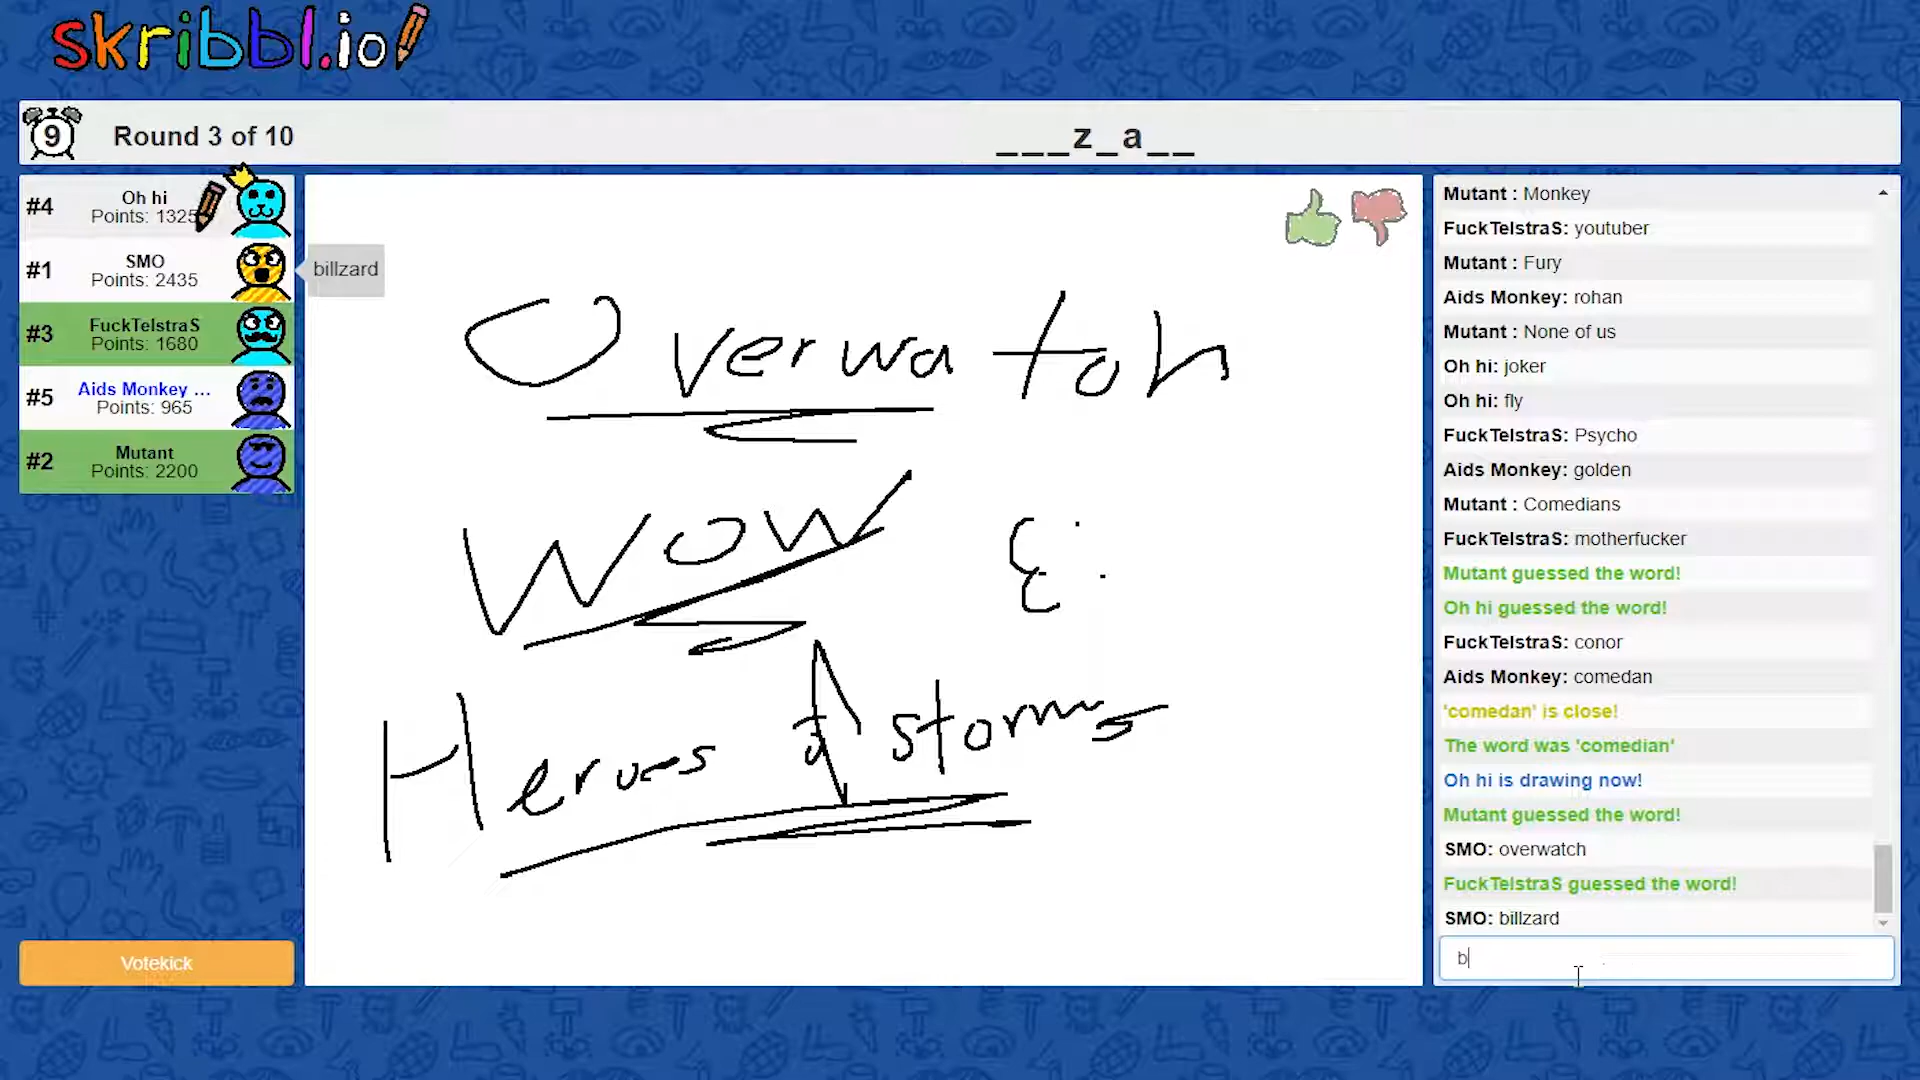 skribbl.io!
9
Round 3 of 10
___z_a__
#4
Oh hi
Points: 1325
#1
SMO
Points: 2435
billzard
#3
FuckTelstraS
Points: 1680
#5
Aids Monkey ...
Points: 965
#2
Mutant
Points: 2200
Votekick
Overwatch
WOW &
Heroes of storms
Mutant : Monkey
FuckTelstraS: youtuber
Mutant : Fury
Aids Monkey: rohan
Mutant : None of us
Oh hi: joker
Oh hi: fly
FuckTelstraS: Psycho
Aids Monkey: golden
Mutant : Comedians
FuckTelstraS: motherfucker
Mutant guessed the word!
Oh hi guessed the word!
FuckTelstraS: conor
Aids Monkey: comedan
'comedan' is close!
The word was 'comedian'
Oh hi is drawing now!
Mutant guessed the word!
SMO: overwatch
FuckTelstraS guessed the word!
SMO: billzard
b